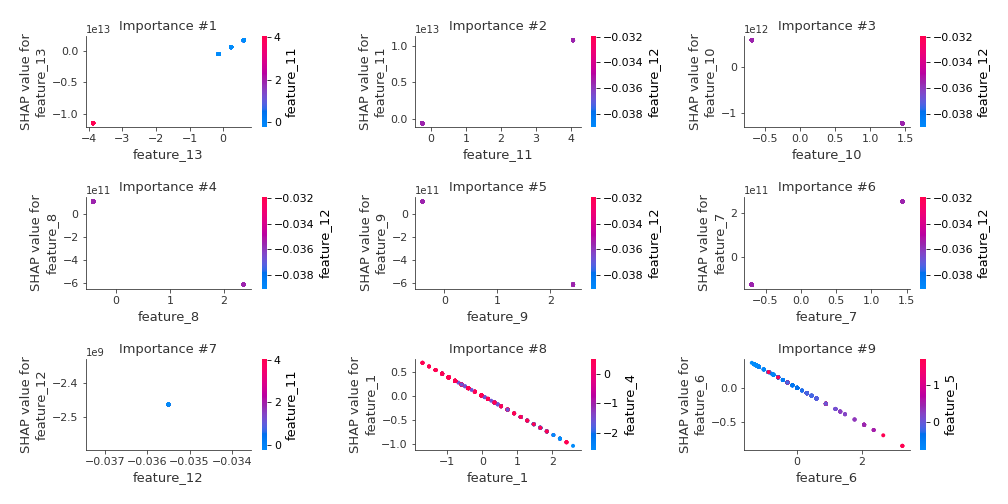 Importance #1
1e13
0.0
−0.5
−1.0
SHAP value for
feature_13
−4
−3
−2
−1
0
feature_13
4
2
0
feature_11
Importance #2
1e13
1.0
0.5
0.0
SHAP value for
feature_11
0
1
2
3
4
feature_11
−0.032
−0.034
−0.036
−0.038
feature_12
Importance #3
1e12
0
−1
SHAP value for
feature_10
−0.5
0.0
0.5
1.0
1.5
feature_10
−0.032
−0.034
−0.036
−0.038
feature_12
Importance #4
1e11
0
−2
−4
−6
SHAP value for
feature_8
0
1
2
feature_8
−0.032
−0.034
−0.036
−0.038
feature_12
Importance #5
1e11
0
−2
−4
−6
SHAP value for
feature_9
0
1
2
feature_9
−0.032
−0.034
−0.036
−0.038
feature_12
Importance #6
1e11
2
0
SHAP value for
feature_7
−0.5
0.0
0.5
1.0
1.5
feature_7
−0.032
−0.034
−0.036
−0.038
feature_12
Importance #7
1e9
−2.4
−2.5
SHAP value for
feature_12
−0.037
−0.036
−0.035
−0.034
feature_12
4
2
0
feature_11
Importance #8
0.5
0.0
−0.5
−1.0
SHAP value for
feature_1
−1
0
1
2
feature_1
0
−1
−2
feature_4
Importance #9
0.0
−0.5
SHAP value for
feature_6
0
2
feature_6
1
0
feature_5